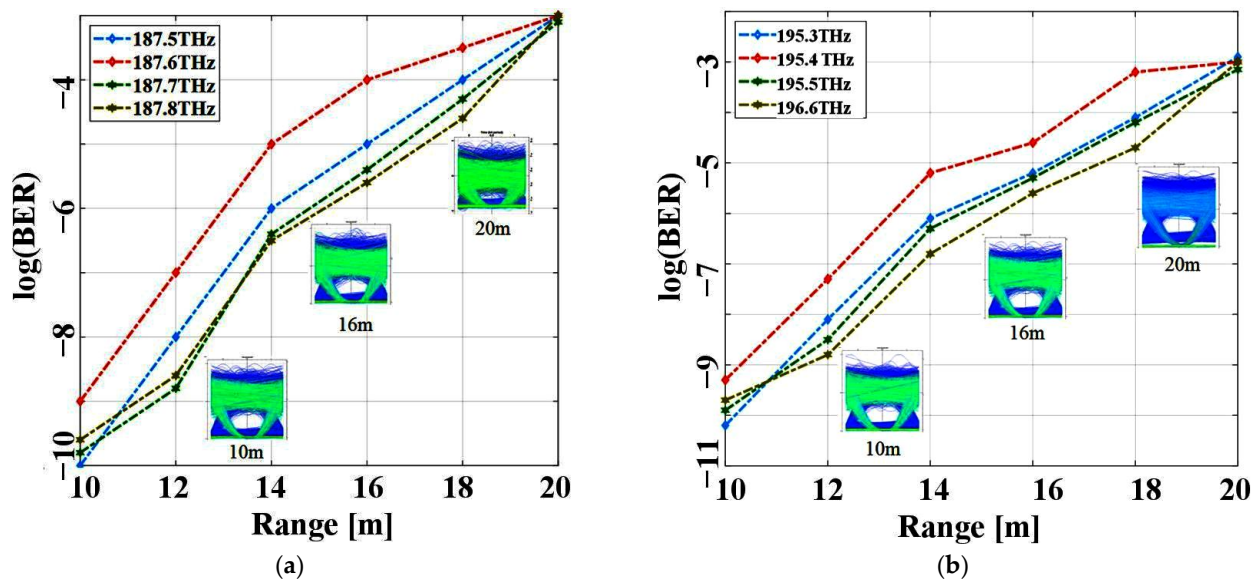 187.5THz
187.6THz
187.7THz
187.8THz
−4
−6
−8
−10
log(BER)
10m
16m
20m
10 12 14 16 18 20
Range [m]
(a)
195.3THz
195.4 THz
195.5THz
196.6THz
−3
−5
−7
−9
−11
log(BER)
10m
16m
20m
10 12 14 16 18 20
Range [m]
(b)